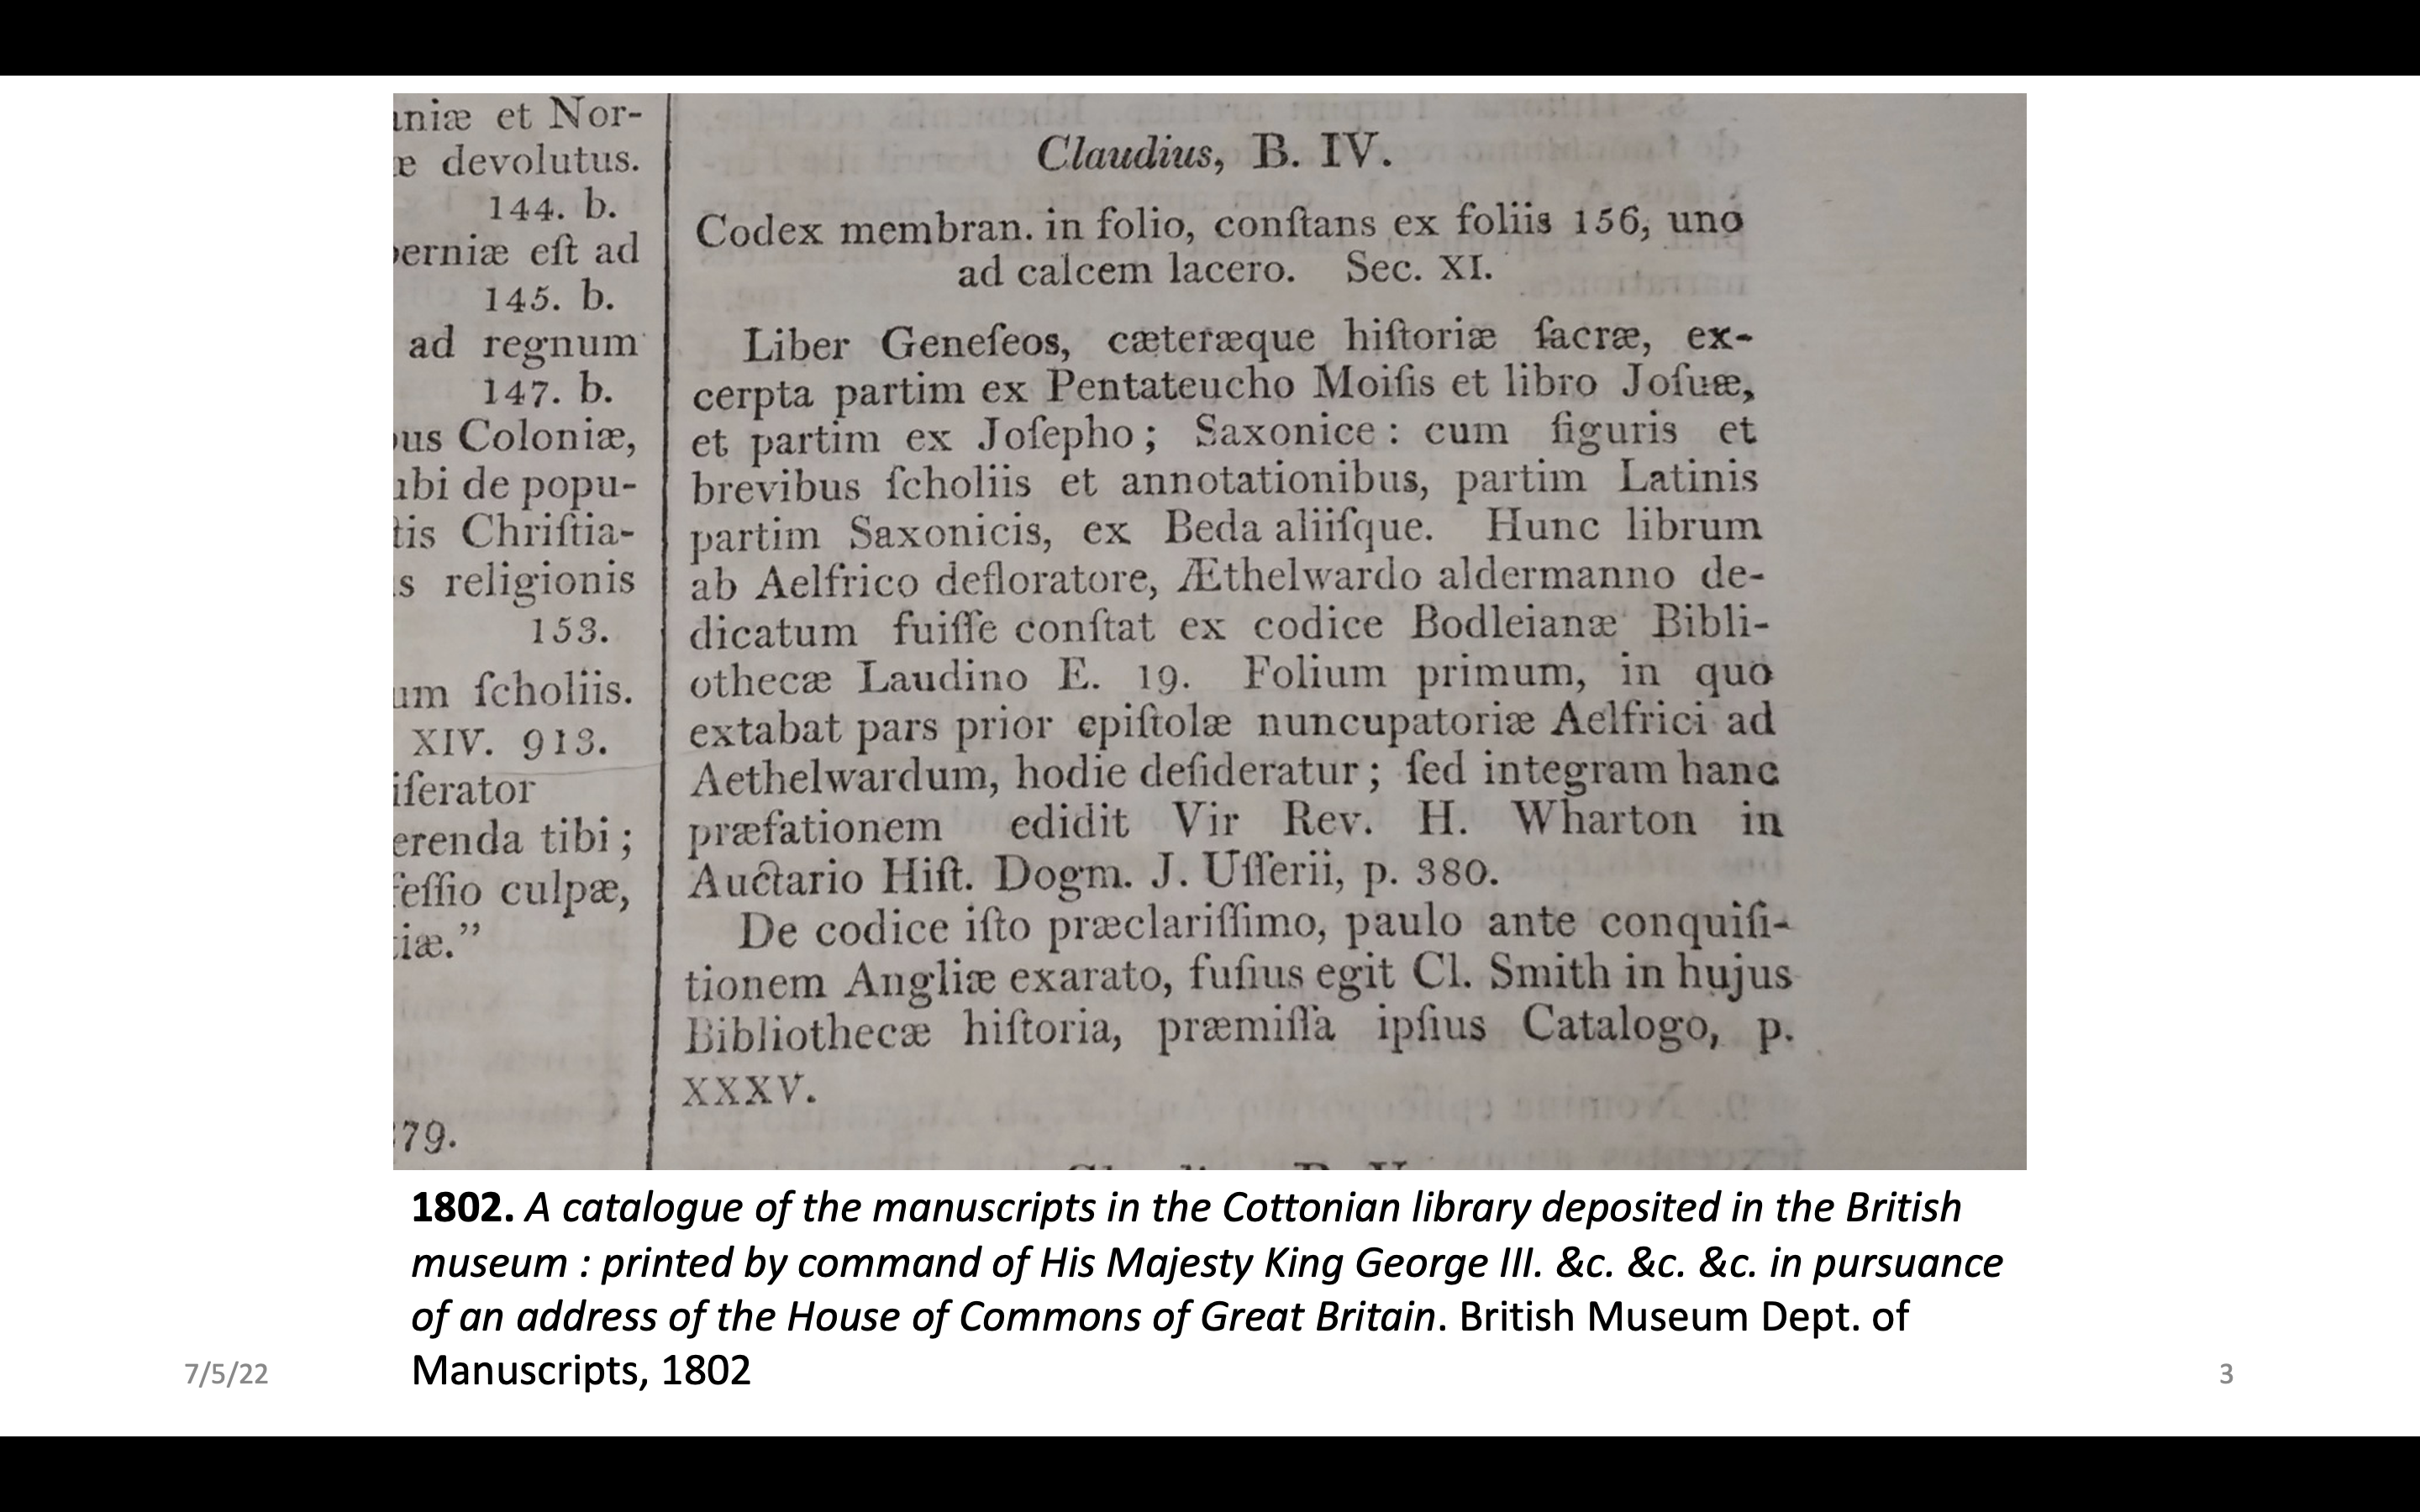 iniæ et Nor-
æ devolutus.
144. b.
berniæ eſt ad
145. b.
ad regnum
147. b.
Coloniæ,
de popu-
Chriſtia-
religionis
153.
ſcholiis.
XIV. 913.
erenda tibi;
culpæ,
79.
Claudius, B. IV.
Codex membran. in folio, conſtans ex foliis 156, uno
ad calcem lacero. Sec. XI.
Liber Geneſeos, cæteræque hiſtoriæ ſacræ, ex-
cerpta partim ex Pentateucho Moiſis et libro Joſuæ,
et partim ex Joſepho; Saxonice: cum figuris et
brevibus ſcholiis et annotationibus, partim Latinis
partim Saxonicis, ex Beda aliiſque. Hunc librum
ab Aelfrico defloratore, Æthelwardo aldermanno de-
dicatum fuiſſe conſtat ex codice Bodleianæ Bibli-
othecæ Laudino E. 19. Folium primum, in quo
extabat pars prior epiſtolæ nuncupatoriæ Aelfrici ad
Aethelwardum, hodie deſideratur; ſed integram hanc
præfationem edidit Vir Rev. H. Wharton in
Auctario Hiſt. Dogm. J. Uſſerii, p. 380.
De codice iſto præclariſſimo, paulo ante conquiſi-
tionem Angliæ exarato, fuſius egit Cl. Smith in hujus
Bibliothecæ hiſtoria, præmiſſa ipſius Catalogo, p.
XXXV.
1802. A catalogue of the manuscripts in the Cottonian library deposited in the British
museum : printed by command of His Majesty King George III. &c. &c. &c. in pursuance
of an address of the House of Commons of Great Britain. British Museum Dept. of
Manuscripts, 1802
7/5/22
3